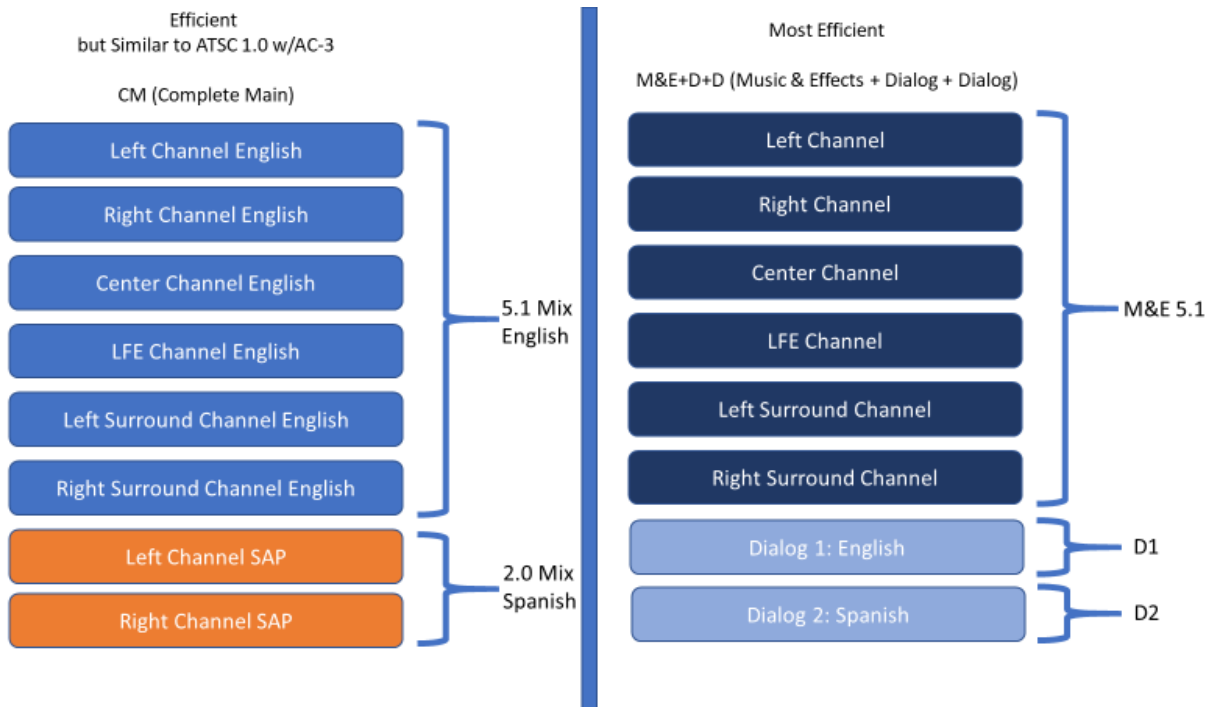 Efficient
but Similar to ATSC 1.0 w/AC-3
CM (Complete Main)
Left Channel English
Right Channel English
Center Channel English
LFE Channel English
Left Surround Channel English
Right Surround Channel English
5.1 Mix
English
Left Channel SAP
Right Channel SAP
2.0 Mix
Spanish
Most Efficient
M&E+D+D (Music & Effects + Dialog + Dialog)
Left Channel
Right Channel
Center Channel
LFE Channel
Left Surround Channel
Right Surround Channel
M&E 5.1
Dialog 1: English
D1
Dialog 2: Spanish
D2